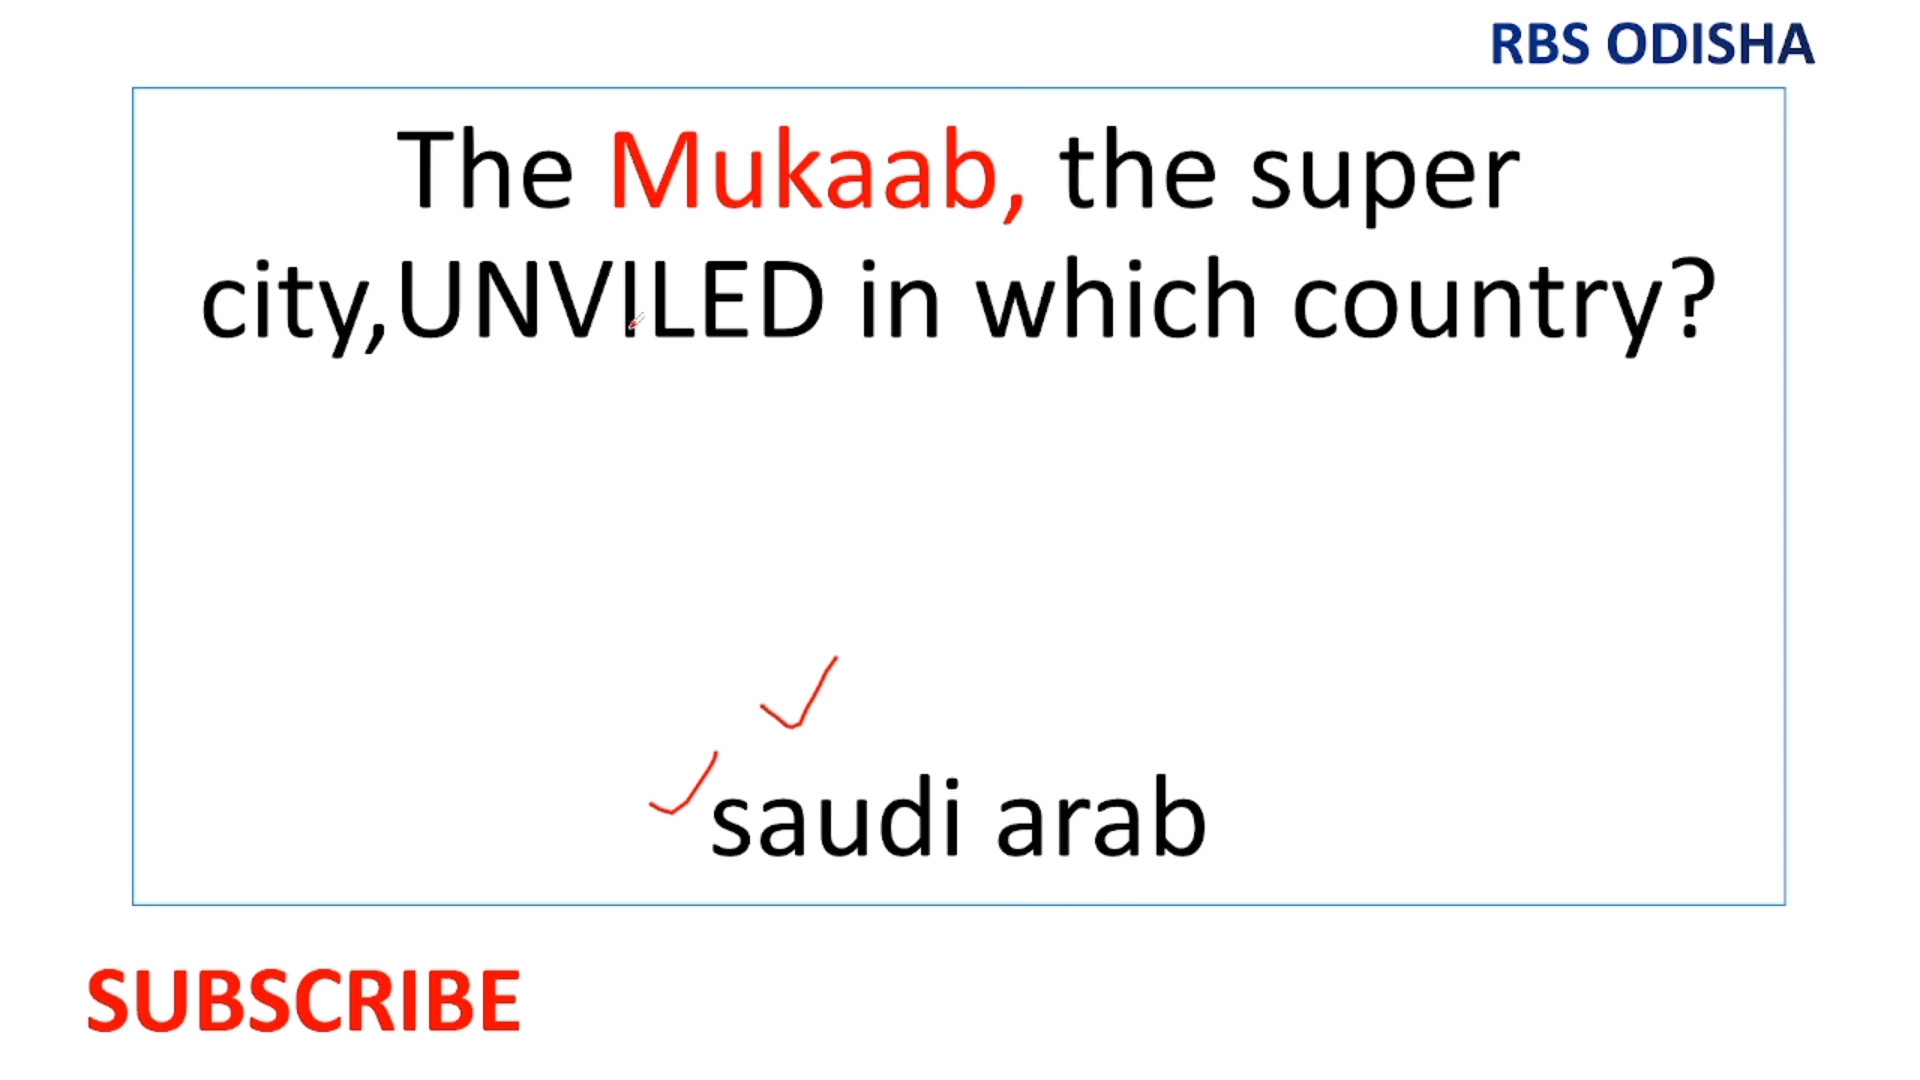 RBS ODISHA
The Mukaab, the super
city,UNVILED in which country?
saudi arab
SUBSCRIBE